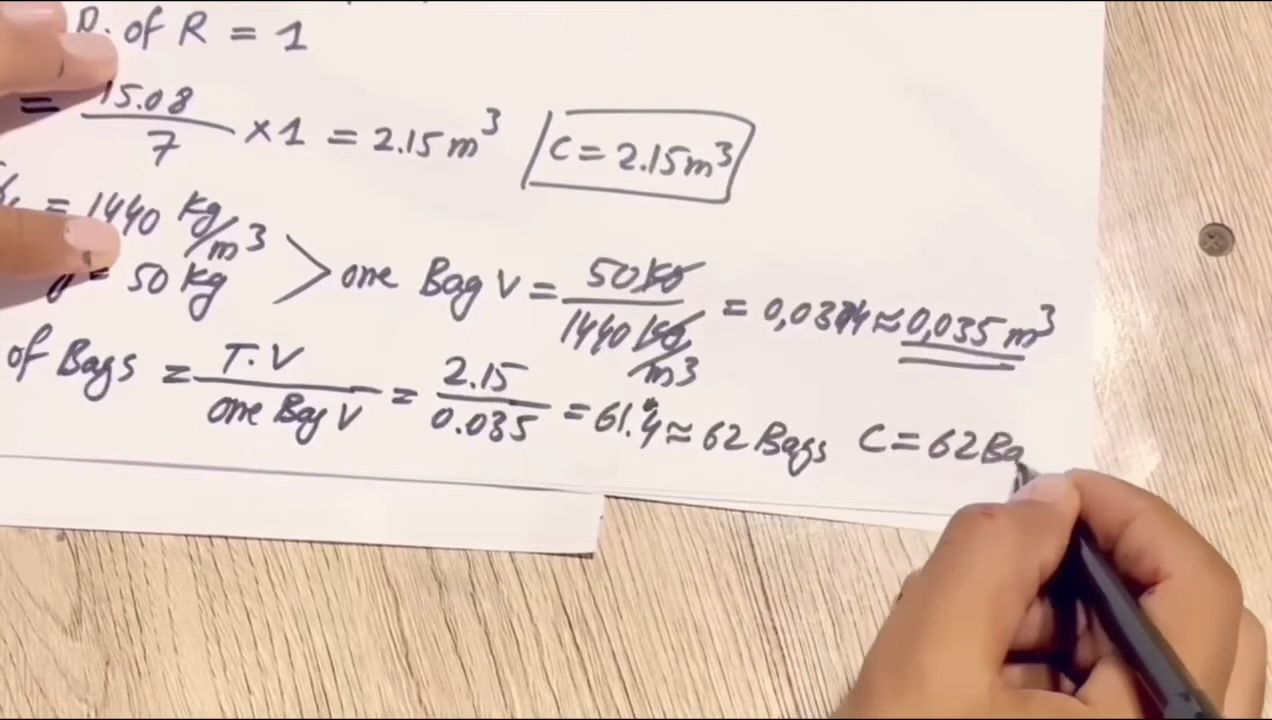 P. of R = 1
= 15.08 / 7 × 1 = 2.15 m³ C = 2.15m³
= 1440 kg/m³
= 50 kg > one Bag V = 50 kg / 1440 kg/m³ = 0,0344 ≈ 0,035 m³
of Bags = T.V / one Bag V = 2.15 / 0.035 = 61.4 ≈ 62 Bags C = 62 Ba